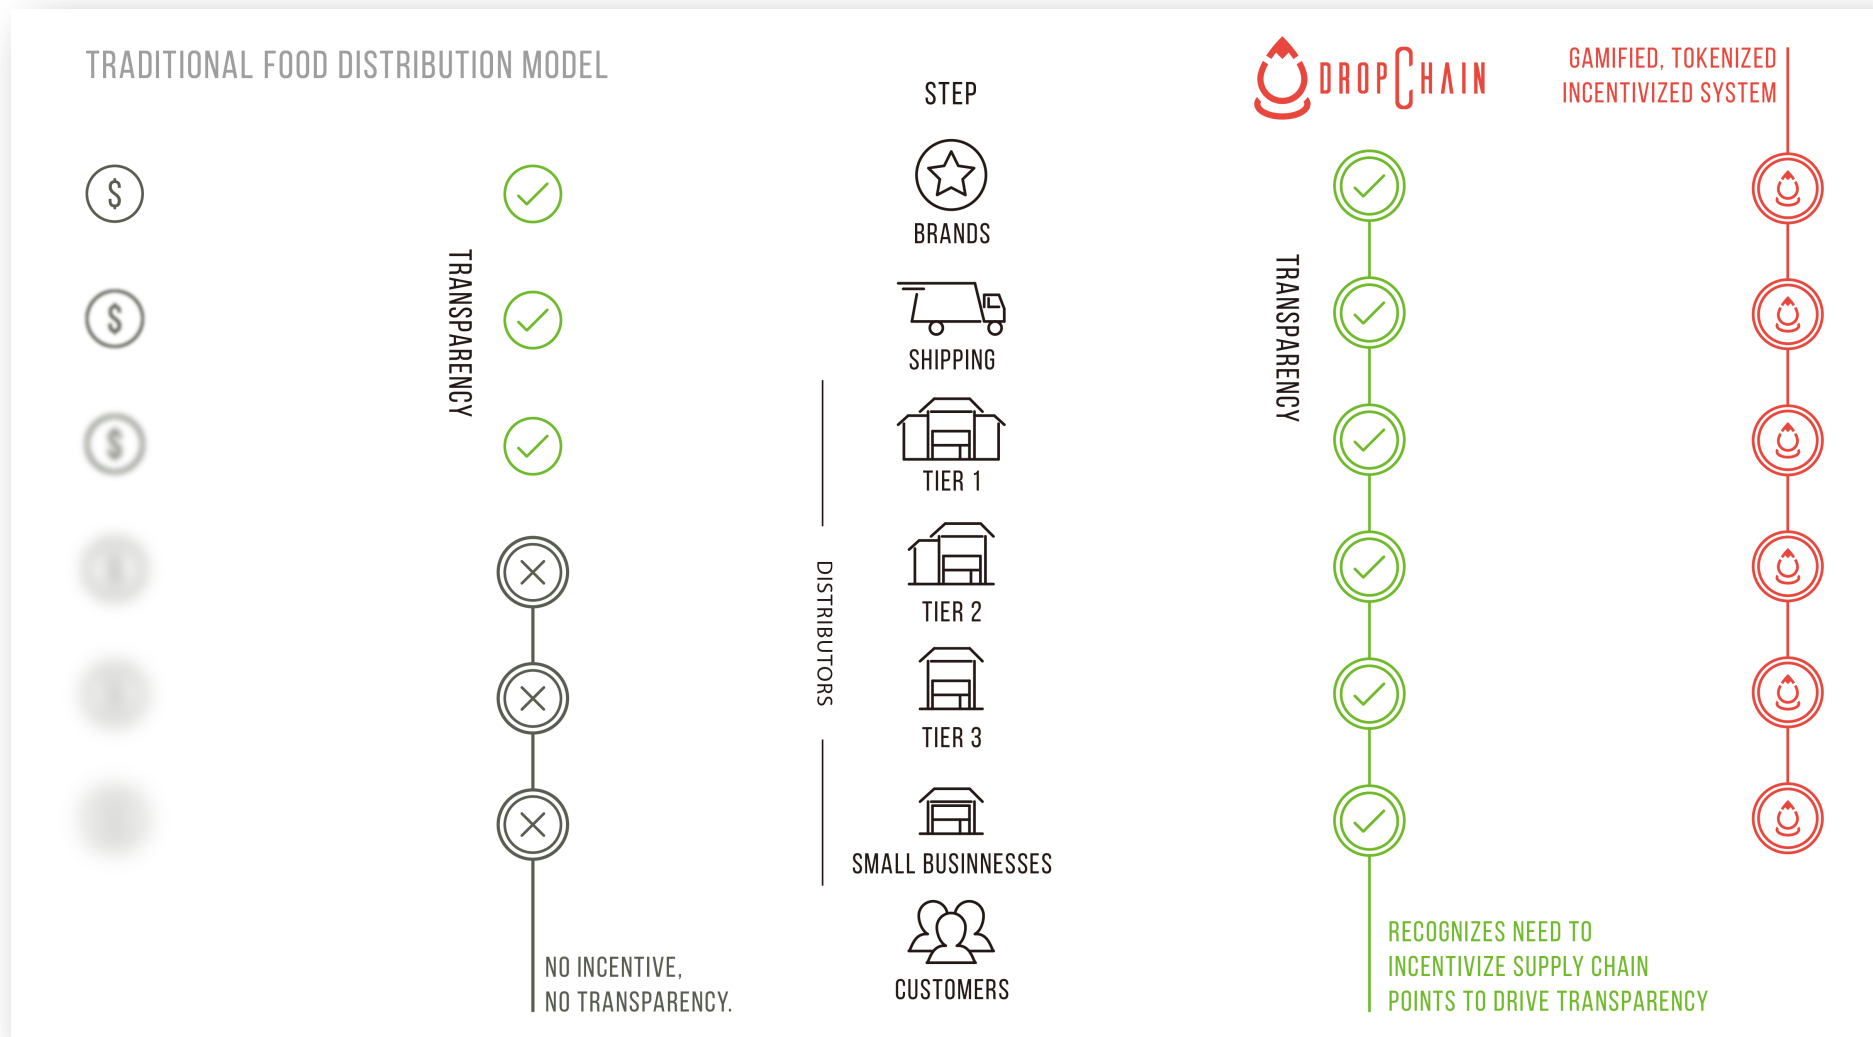 TRADITIONAL FOOD DISTRIBUTION MODEL
STEP
DROPCHAIN
GAMIFIED, TOKENIZED
INCENTIVIZED SYSTEM
$
$
$
TRANSPARENCY
BRANDS
SHIPPING
TIER 1
TIER 2
TIER 3
SMALL BUSINNESSES
CUSTOMERS
DISTRIBUTORS
TRANSPARENCY
NO INCENTIVE,
NO TRANSPARENCY.
RECOGNIZES NEED TO
INCENTIVIZE SUPPLY CHAIN
POINTS TO DRIVE TRANSPARENCY